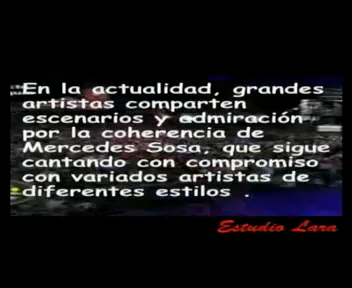 En la actualidad, grandes
artistas comparten
escenarios y admiración
por la coherencia de
Mercedes Sosa, que sigue
cantando con compromiso
con variados artistas de
diferentes estilos .
Estudio Lara